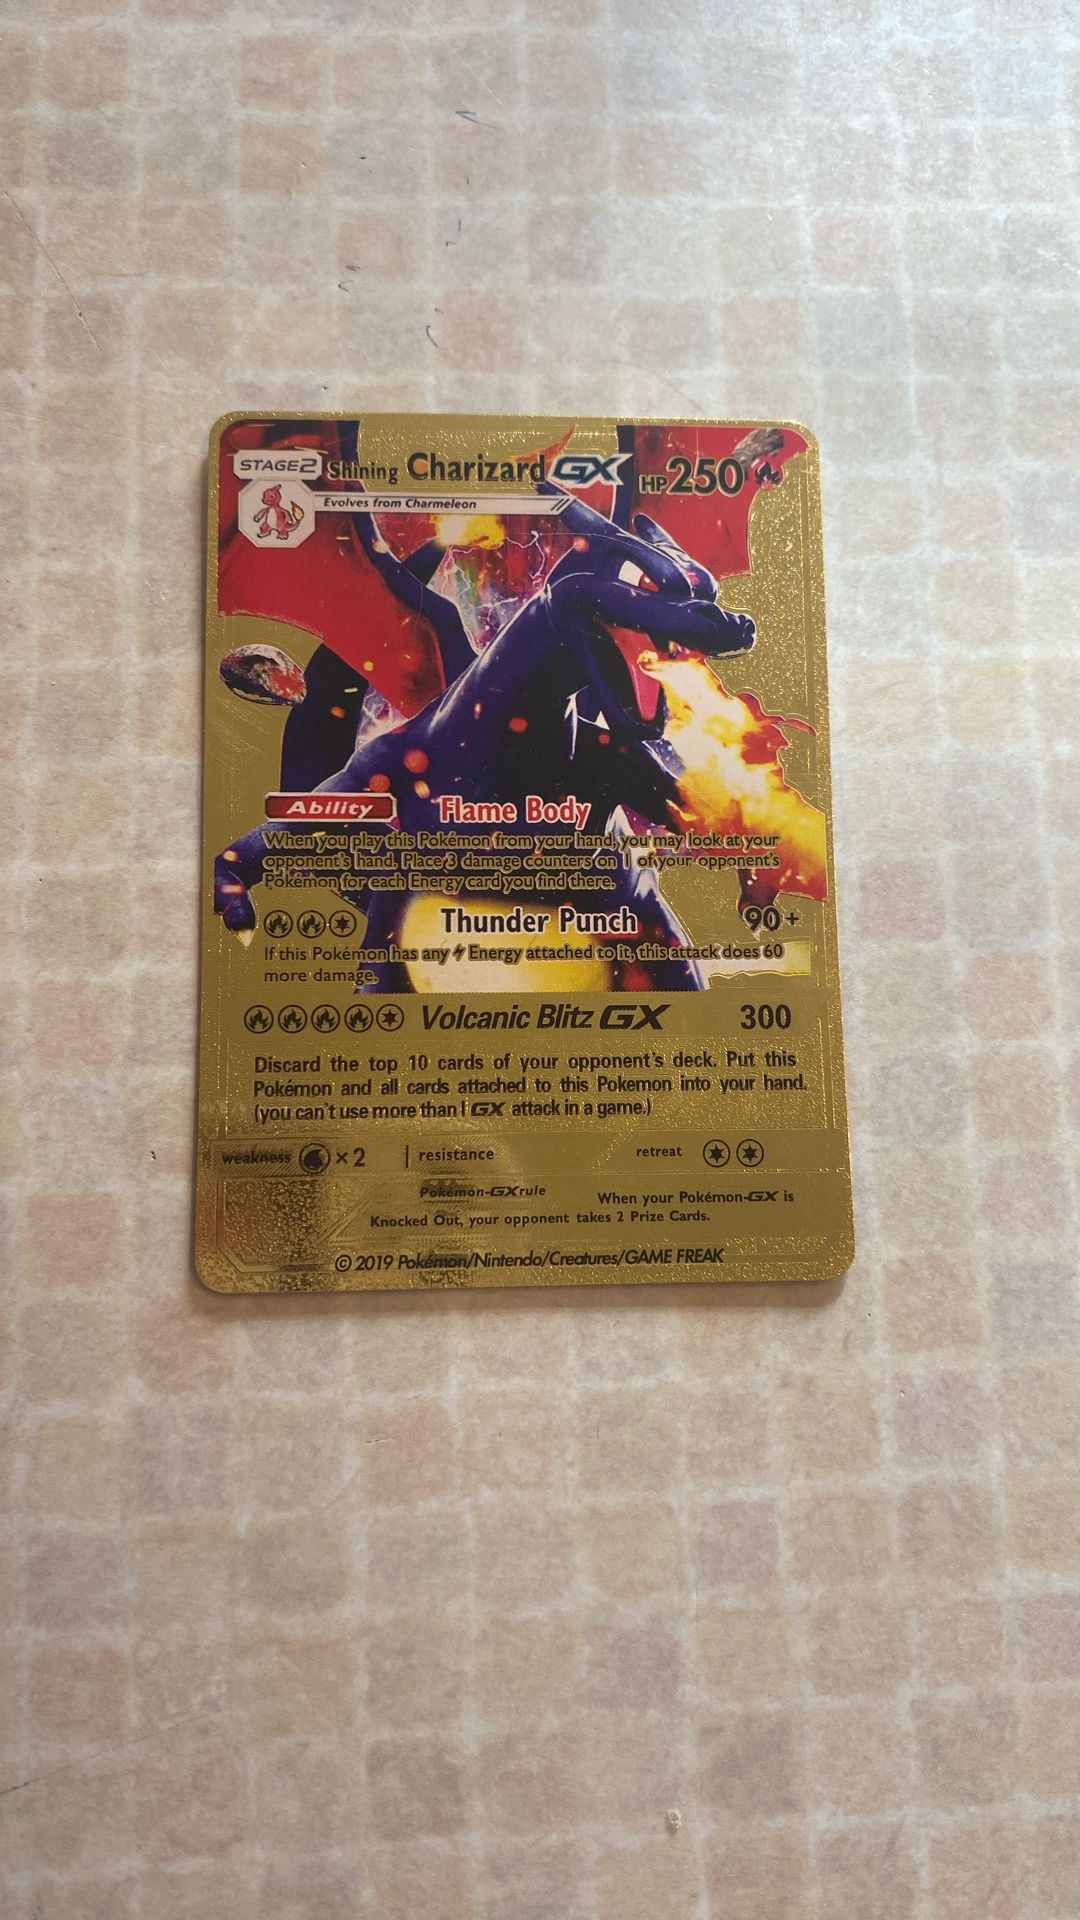 STAGE2 Shining Charizard GX HP250
Evolves from Charmeleon
Ability Flame Body
When you play this Pokémon from your hand, you may look at your
opponent's hand. Place 3 damage counters on 1 of your opponent's
Pokémon for each Energy card you find there.
Thunder Punch 90+
If this Pokémon has any Energy attached to it, this attack does 60
more damage.
Volcanic Blitz GX 300
Discard the top 10 cards of your opponent's deck. Put this
Pokémon and all cards attached to this Pokemon into your hand.
(you can't use more than 1 GX attack in a game.)
weakness ×2 | resistance retreat
Pokémon-GXrule When your Pokémon-GX is
Knocked Out, your opponent takes 2 Prize Cards.
© 2019 Pokémon/Nintendo/Creatures/GAME FREAK